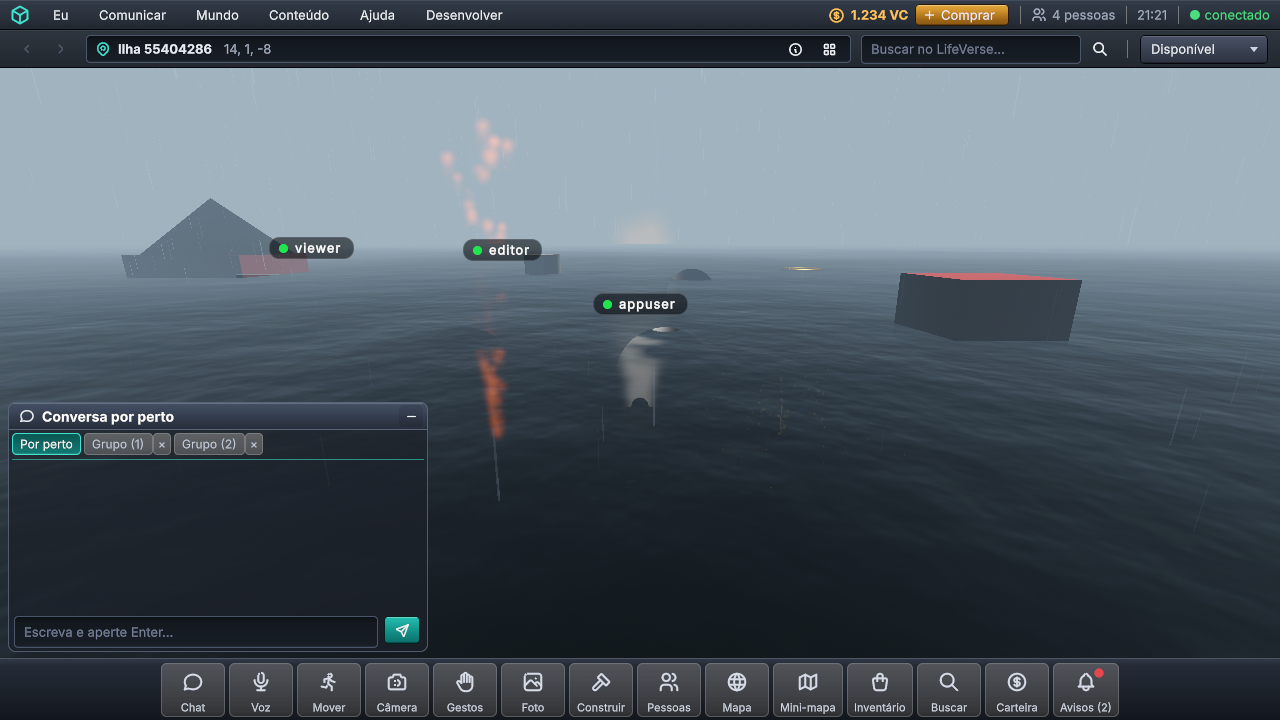 Eu Comunicar Mundo Conteúdo Ajuda Desenvolver 1.234 VC + Comprar 4 pessoas 21:21 conectado
Ilha 55404286 14, 1, -8 Buscar no LifeVerse... Disponível
viewer
editor
appuser
Conversa por perto
Por perto Grupo (1) × Grupo (2) ×
Escreva e aperte Enter...
Chat Voz Mover Câmera Gestos Foto Construir Pessoas Mapa Mini-mapa Inventário Buscar Carteira Avisos (2)